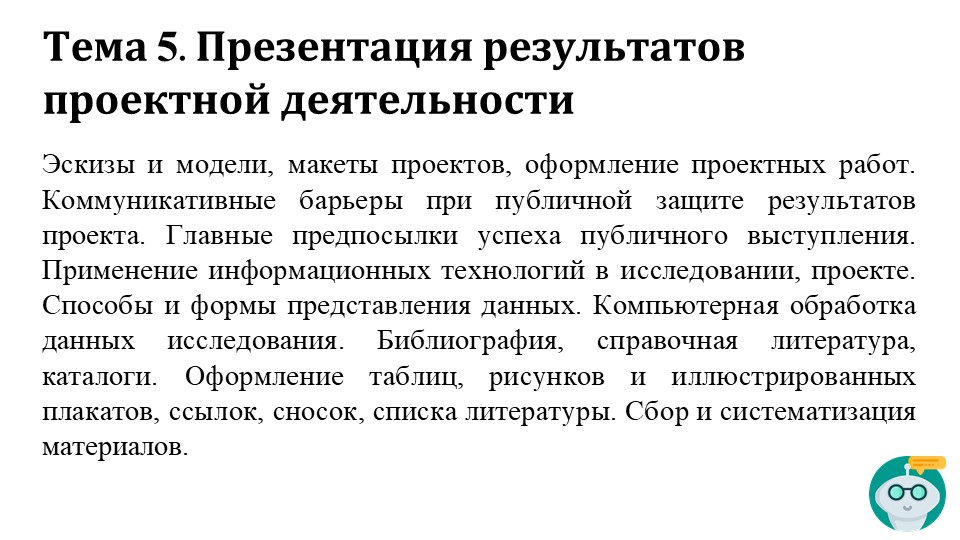 Тема 5. Презентация результатов
проектной деятельности
Эскизы и модели, макеты проектов, оформление проектных работ.
Коммуникативные барьеры при публичной защите результатов
проекта. Главные предпосылки успеха публичного выступления.
Применение информационных технологий в исследовании, проекте.
Способы и формы представления данных. Компьютерная обработка
данных исследования. Библиография, справочная литература,
каталоги. Оформление таблиц, рисунков и иллюстрированных
плакатов, ссылок, сносок, списка литературы. Сбор и систематизация
материалов.